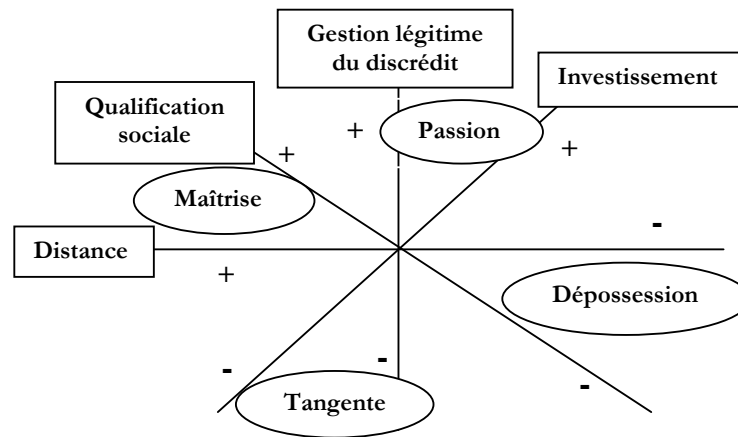 Gestion légitime
du discrédit
Investissement
Qualification
sociale
+
Passion
+
+
Maîtrise
-
Distance
+
Dépossession
-
-
-
Tangente